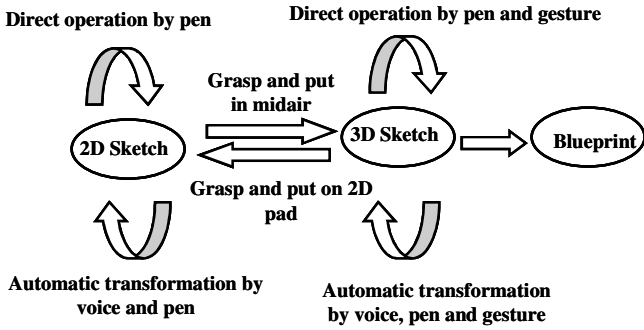 Direct operation by pen
Direct operation by pen and gesture
Grasp and put
in midair
2D Sketch
3D Sketch
Blueprint
Grasp and put on 2D
pad
Automatic transformation by
voice and pen
Automatic transformation
by voice, pen and gesture